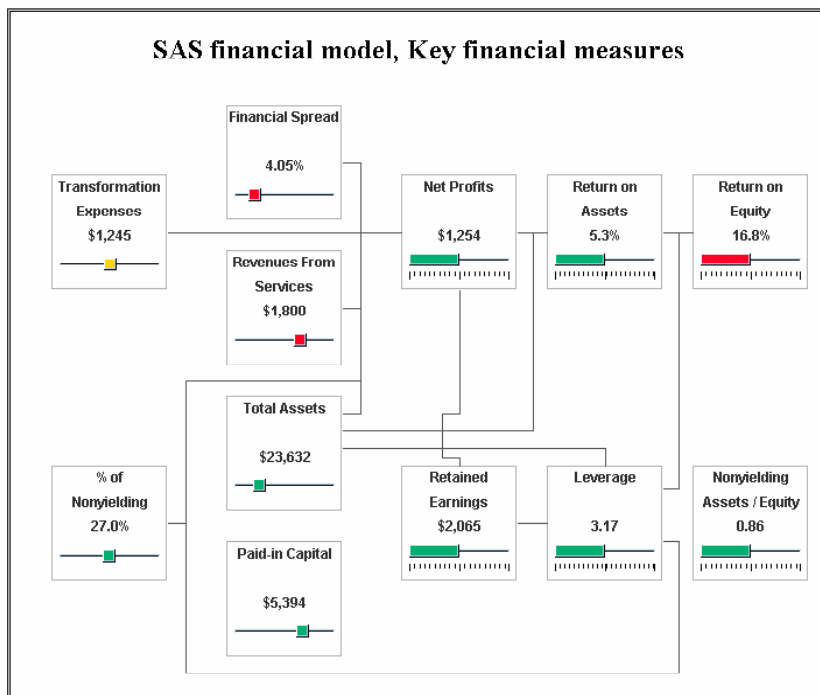 SAS financial model, Key financial measures
Financial Spread
4.05%
Transformation
Expenses
$1,245
Net Profits
$1,254
Return on
Assets
5.3%
Return on
Equity
16.8%
Revenues From
Services
$1,800
Total Assets
$23,632
% of
Nonyielding
27.0%
Retained
Earnings
$2,065
Leverage
3.17
Nonyielding
Assets / Equity
0.86
Paid-in Capital
$5,394